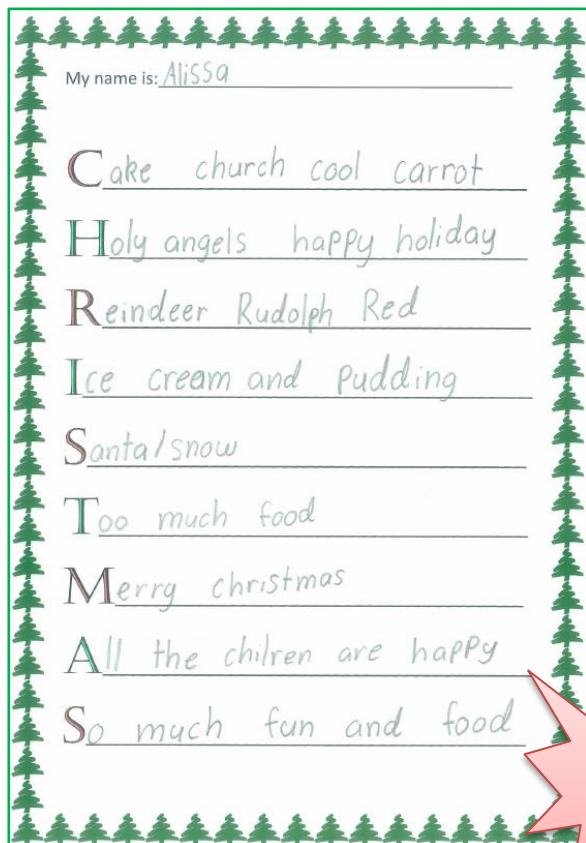 My name is: Alissa
Cake church cool carrot
Holy angels happy holiday
Reindeer Rudolph Red
Ice cream and pudding
Santa/snow
Too much food
Merry christmas
All the chilren are happy
So much fun and food